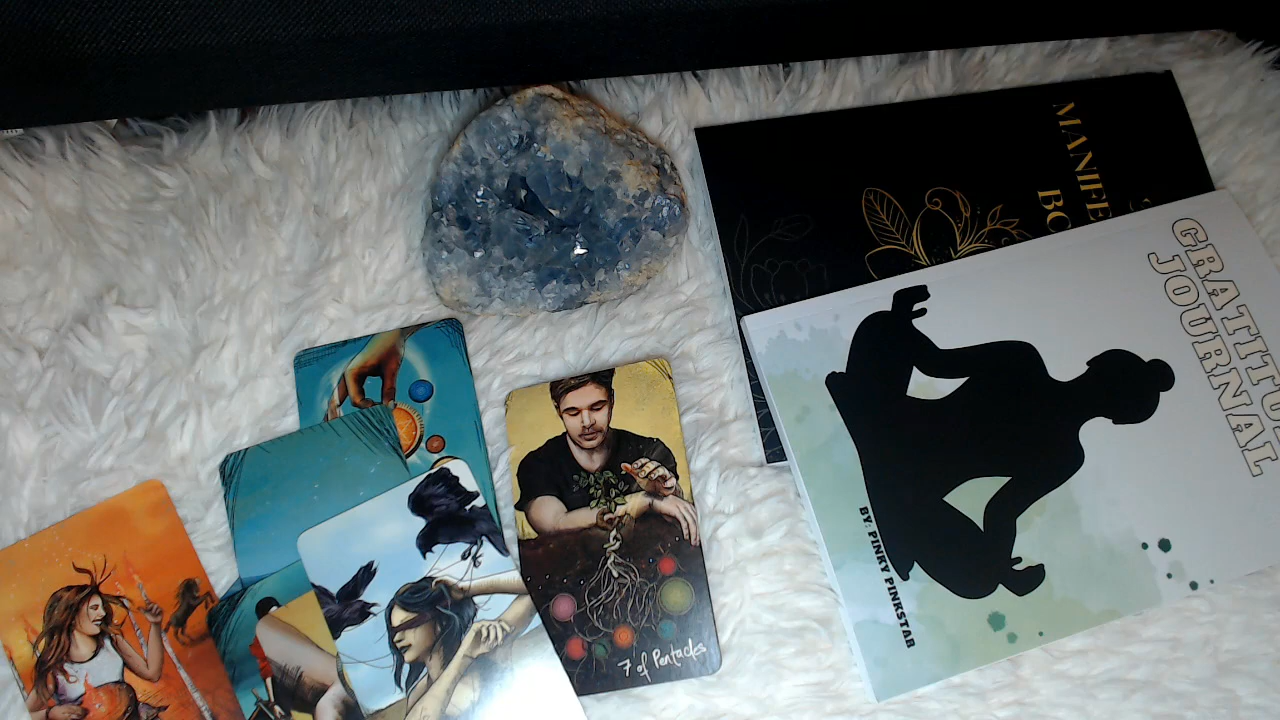 7 of Pentacles
MANIFE
BO
GRATITU
JOURNAL
BY: PINKY PINKSTAR